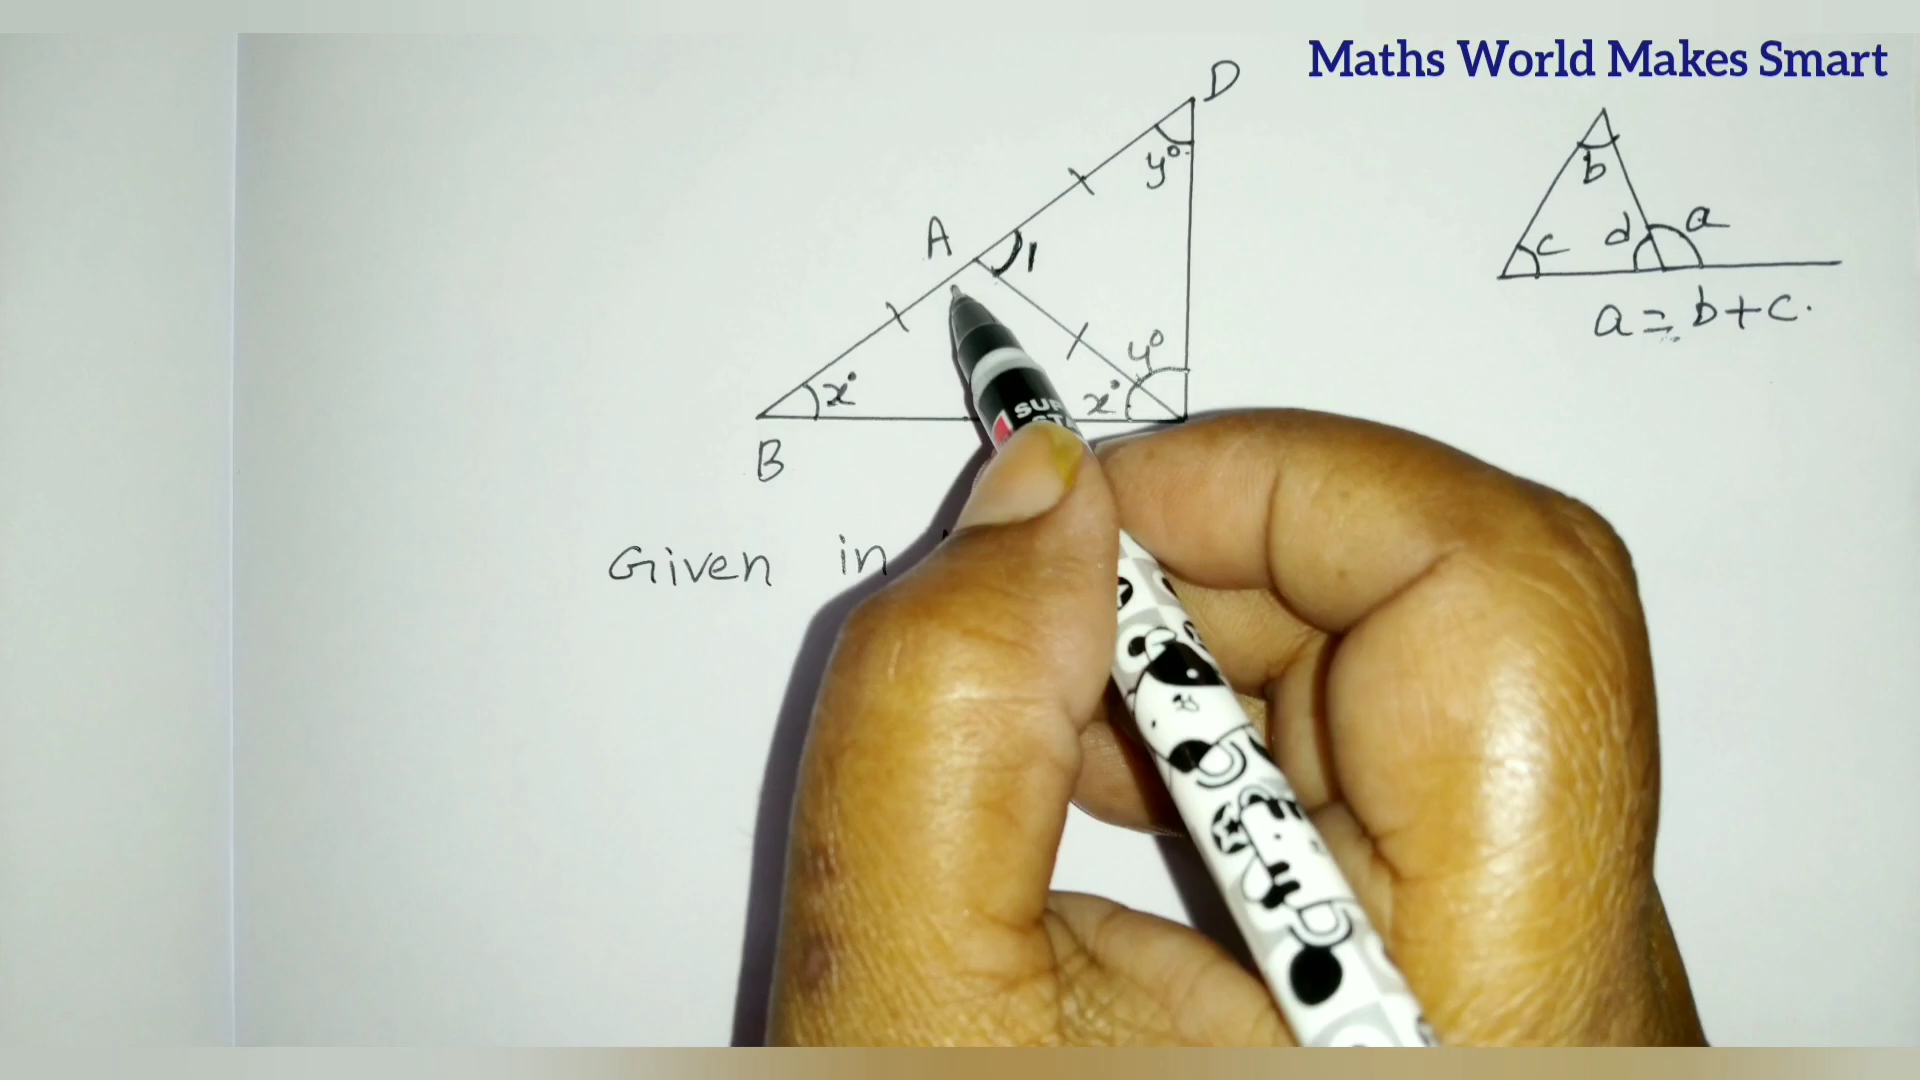 Maths World Makes Smart
D
y°
A
1
b
c d a
a = b+c.
y°
x° x°
B
Given in